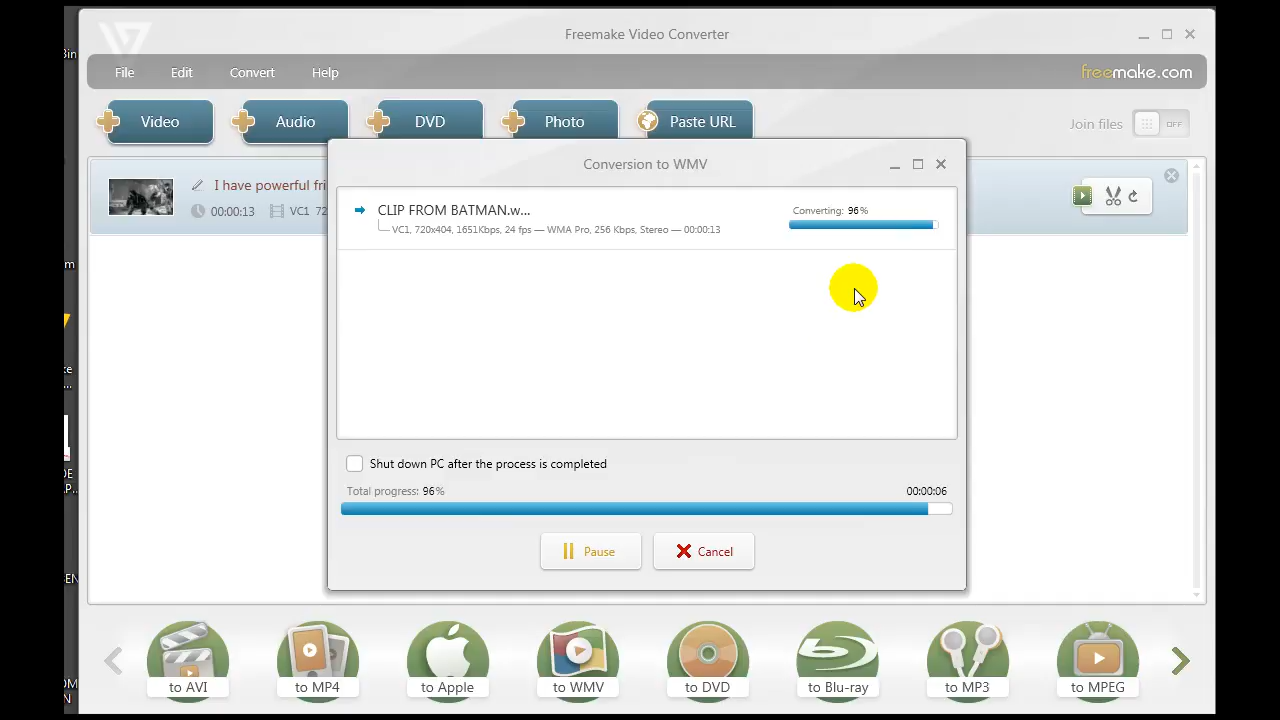 Bin
Freemake Video Converter
File Edit Convert Help
freemake.com
Video Audio DVD Photo Paste URL
Join files OFF
Conversion to WMV
I have powerful fri
00:00:13 VC1 72
CLIP FROM BATMAN.w...
Converting: 96%
VC1, 720x404, 1651Kbps, 24 fps — WMA Pro, 256 Kbps, Stereo — 00:00:13
Shut down PC after the process is completed
Total progress: 96% 00:00:06
Pause Cancel
to AVI to MP4 to Apple to WMV to DVD to Blu-ray to MP3 to MPEG